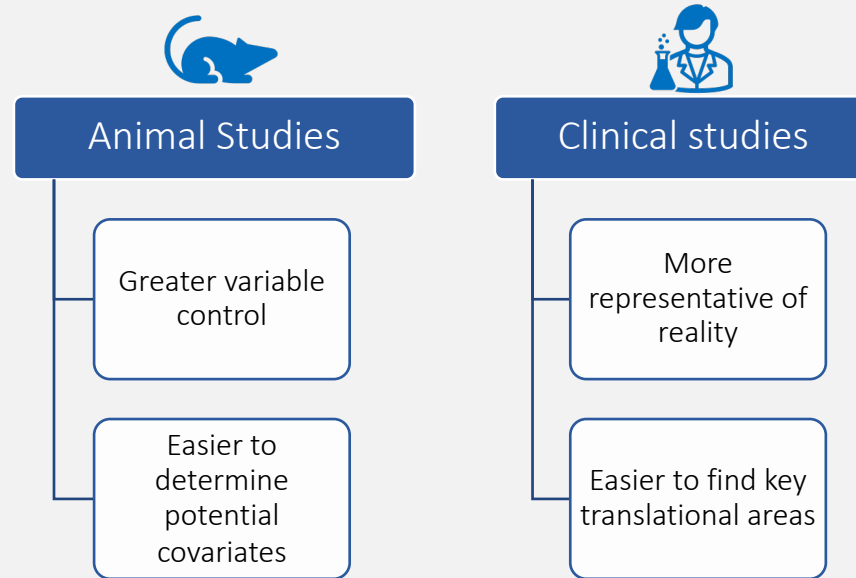 Animal Studies
Greater variable
control
Easier to
determine
potential
covariates
Clinical studies
More
representative of
reality
Easier to find key
translational areas